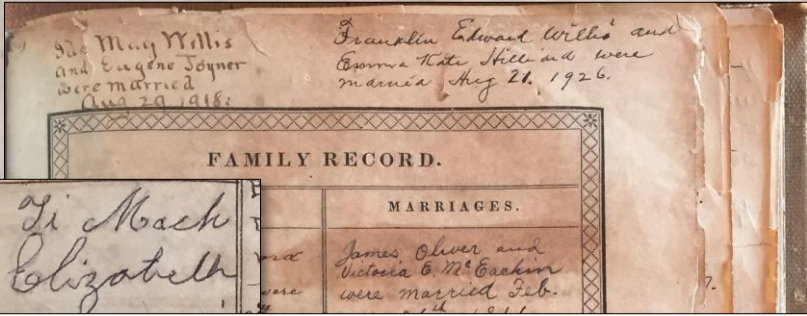 Ida May Willis
and Eugene Joyner
were married
Aug 29, 1918.
Franklin Edward Willis and
Emma Kate Hilliard were
married Aug 21. 1926.
FAMILY RECORD.
MARRIAGES.
James, Oliver and
Victoria E. McEachin
were married Feb.
Ti Mach
Elizabeth
were